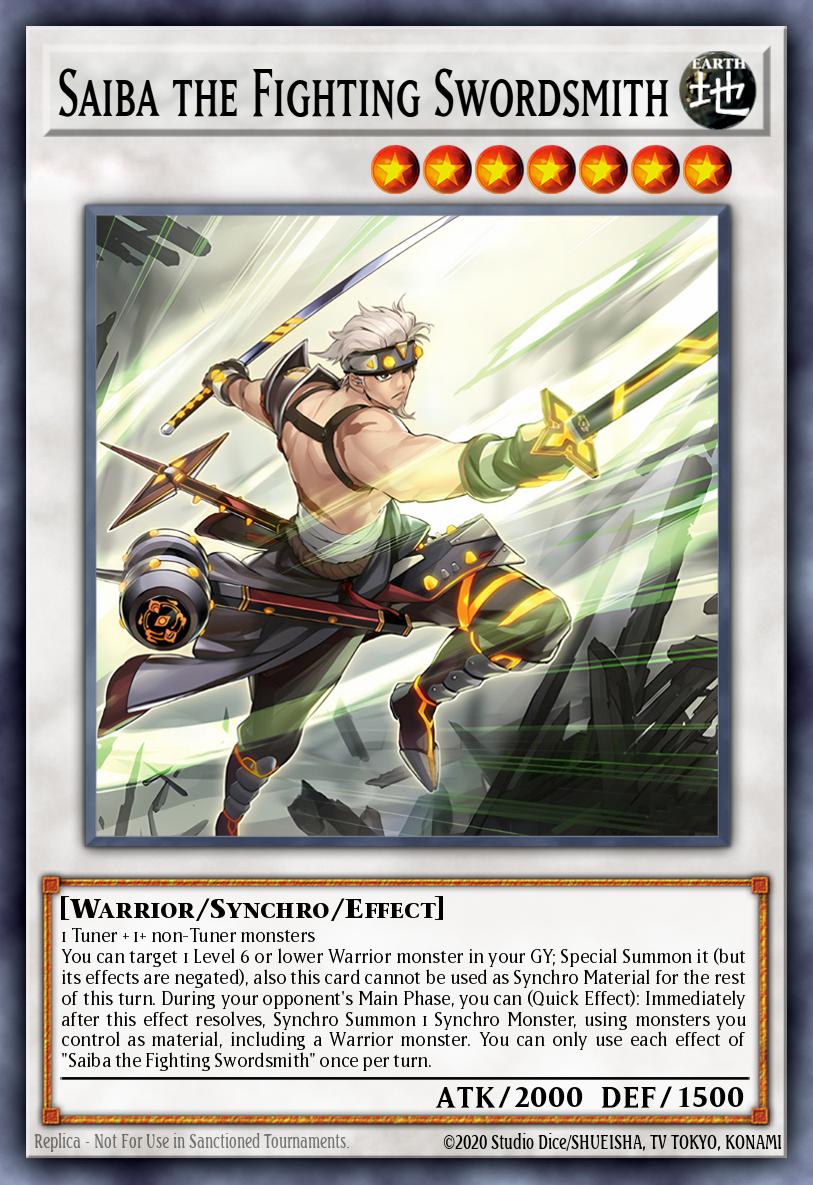 Saiba the Fighting Swordsmith
EARTH
地
[Warrior/Synchro/Effect]
1 Tuner + 1+ non-Tuner monsters
You can target 1 Level 6 or lower Warrior monster in your GY; Special Summon it (but
its effects are negated), also this card cannot be used as Synchro Material for the rest
of this turn. During your opponent's Main Phase, you can (Quick Effect): Immediately
after this effect resolves, Synchro Summon 1 Synchro Monster, using monsters you
control as material, including a Warrior monster. You can only use each effect of
"Saiba the Fighting Swordsmith" once per turn.
ATK/2000 DEF/1500
Replica - Not For Use in Sanctioned Tournaments.
©2020 Studio Dice/SHUEISHA, TV TOKYO, KONAMI